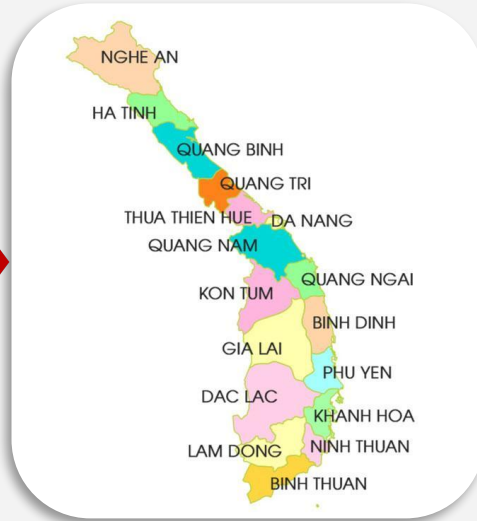 NGHE AN
HA TINH
QUANG BINH
QUANG TRI
THUA THIEN HUE
DA NANG
QUANG NAM
QUANG NGAI
KON TUM
BINH DINH
GIA LAI
PHU YEN
DAC LAC
KHANH HOA
NINH THUAN
LAM DONG
BINH THUAN